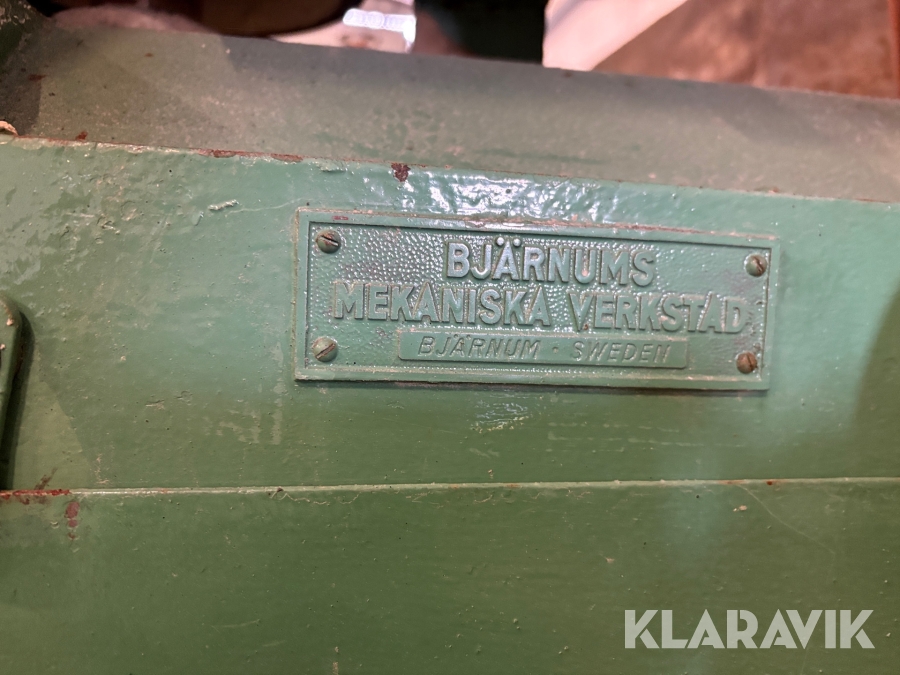 BJÄRNUMS
MEKANISKA VERKSTAD
BJÄRNUM - SWEDEN
KLARAVIK